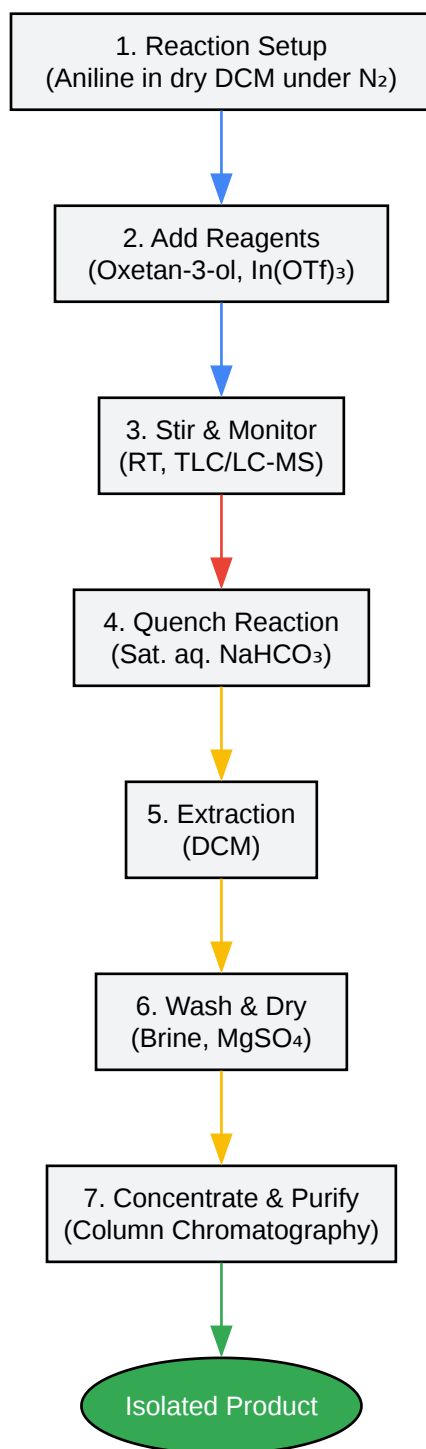 1. Reaction Setup
(Aniline in dry DCM under N₂)
2. Add Reagents
(Oxetan-3-ol, In(OTf)₃)
3. Stir & Monitor
(RT, TLC/LC-MS)
4. Quench Reaction
(Sat. aq. NaHCO₃)
5. Extraction
(DCM)
6. Wash & Dry
(Brine, MgSO₄)
7. Concentrate & Purify
(Column Chromatography)
Isolated Product